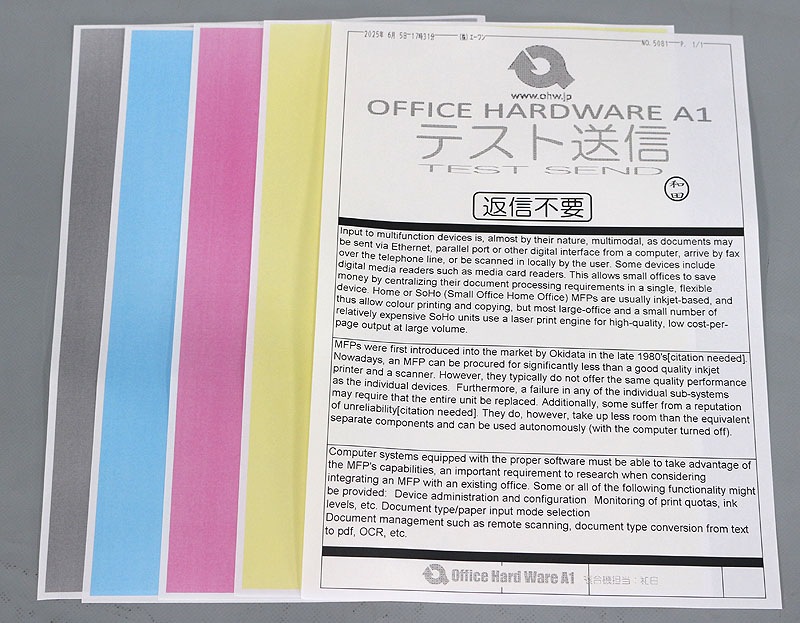 2025年 6月 5日 17時31分 (株)エーワン NO.5081 P. 1/1
www.ohw.jp
OFFICE HARDWARE A1
テスト送信
TEST SEND
和田
返信不要
Input to multifunction devices is, almost by their nature, multimodal, as documents may
be sent via Ethernet, parallel port or other digital interface from a computer, arrive by fax
over the telephone line, or be scanned in locally by the user. Some devices include
digital media readers such as media card readers. This allows small offices to save
money by centralizing their document processing requirements in a single, flexible
device. Home or SoHo (Small Office Home Office) MFPs are usually inkjet-based, and
thus allow colour printing and copying, but most large-office and a small number of
relatively expensive SoHo units use a laser print engine for high-quality, low cost-per-
page output at large volume.
MFPs were first introduced into the market by Okidata in the late 1980's[citation needed].
Nowadays, an MFP can be procured for significantly less than a good quality inkjet
printer and a scanner. However, they typically do not offer the same quality performance
as the individual devices. Furthermore, a failure in any of the individual sub-systems
may require that the entire unit be replaced. Additionally, some suffer from a reputation
of unreliability[citation needed]. They do, however, take up less room than the equivalent
separate components and can be used autonomously (with the computer turned off).
Computer systems equipped with the proper software must be able to take advantage of
the MFP's capabilities, an important requirement to research when considering
integrating an MFP with an existing office. Some or all of the following functionality might
be provided: Device administration and configuration Monitoring of print quotas, ink
levels, etc. Document type/paper input mode selection
Document management such as remote scanning, document type conversion from text
to pdf, OCR, etc.
Office Hard Ware A1 複合機担当：和田